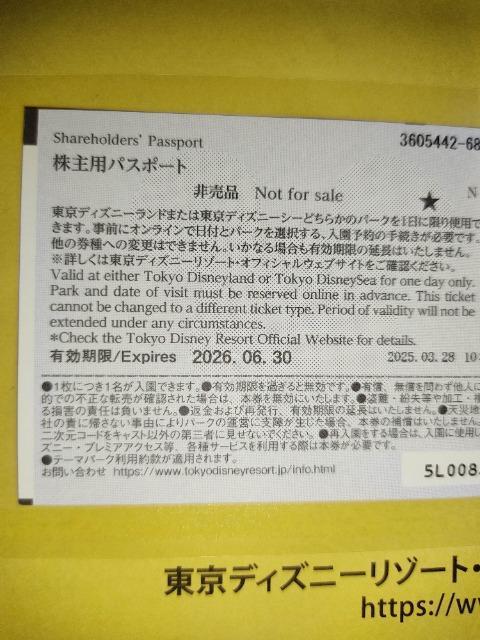 Shareholders' Passport 3605442-68
株主用パスポート
非売品 Not for sale ★ N
東京ディズニーランドまたは東京ディズニーシーどちらかのパークを1日に限り使用で
きます。事前にオンラインで日付とパークを選択する、入園予約の手続きが必要です。
他の券種への変更はできません。いかなる場合も有効期限の延長はいたしません。
※詳しくは東京ディズニーリゾート・オフィシャルウェブサイトをご確認ください。
Valid at either Tokyo Disneyland or Tokyo DisneySea for one day only.
Park and date of visit must be reserved online in advance. This ticket
cannot be changed to a different ticket type. Period of validity will not be
extended under any circumstances.
*Check the Tokyo Disney Resort Official Website for details.
有効期限/Expires 2026.06.30 2025.03.28 10
●1枚につき1名が入園できます。●有効期限を過ぎると無効です。●有償、無償を問わず他人に
的での不正な転売が確認された場合は、本券を無効にいたします。●盗難・紛失等や加工・複
る損害の責任は負いません。●返金および再発行、有効期限の延長はいたしません。●天災地
社の責に帰さない事由によりパークの運営に支障が生じた場合、本券の補償はいたしません。
二次元コードをキャスト以外の第三者に見せないでください。●再入園をする場合は、入園に使用し
ズニー・プレミアアクセス等、各種サービスを利用する際は本券が必要です。
●テーマパーク利用約款が適用されます。
お問い合わせ https://www.tokyodisneyresort.jp/info.html
5L008
東京ディズニーリゾート・
https://w